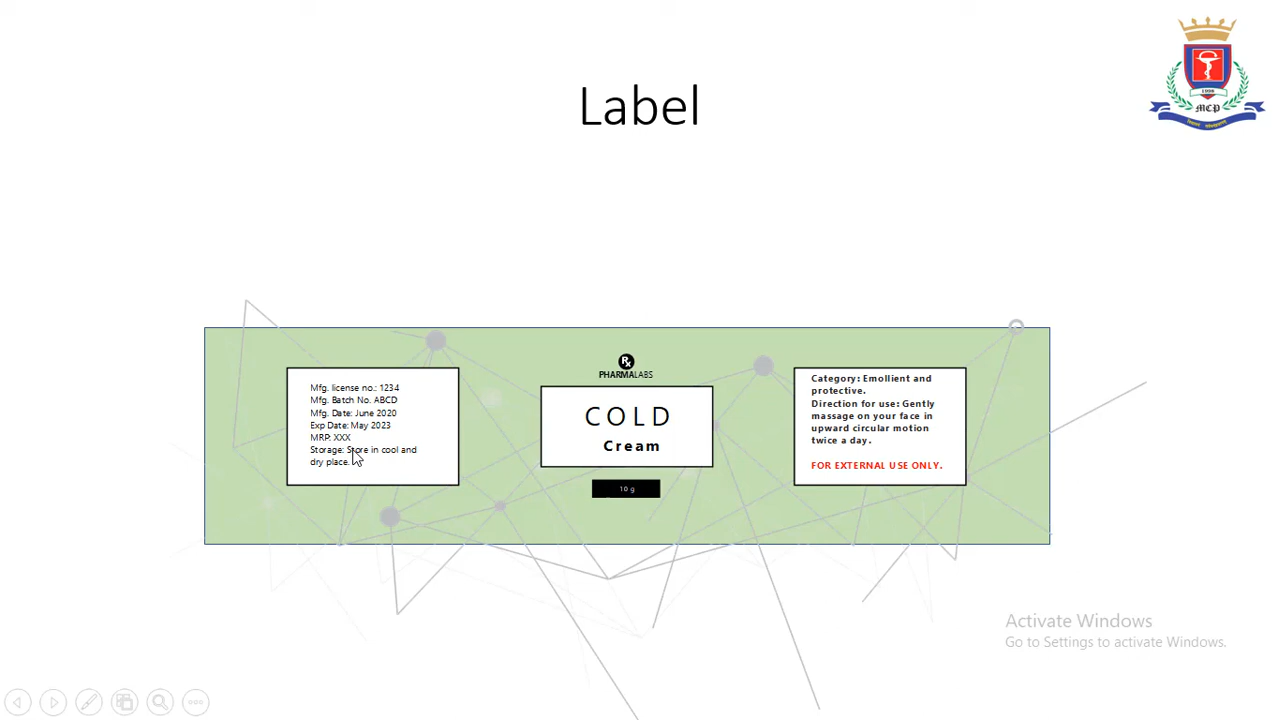 Label
MCP
Mfg. license no.: 1234
Mfg. Batch No. ABCD
Mfg. Date: June 2020
Exp Date: May 2023
MRP: XXX
Storage: Store in cool and
dry place.
Rx
PHARMALABS
COLD
Cream
10 g
Category: Emollient and
protective.
Direction for use: Gently
massage on your face in
upward circular motion
twice a day.
FOR EXTERNAL USE ONLY.
Activate Windows
Go to Settings to activate Windows.